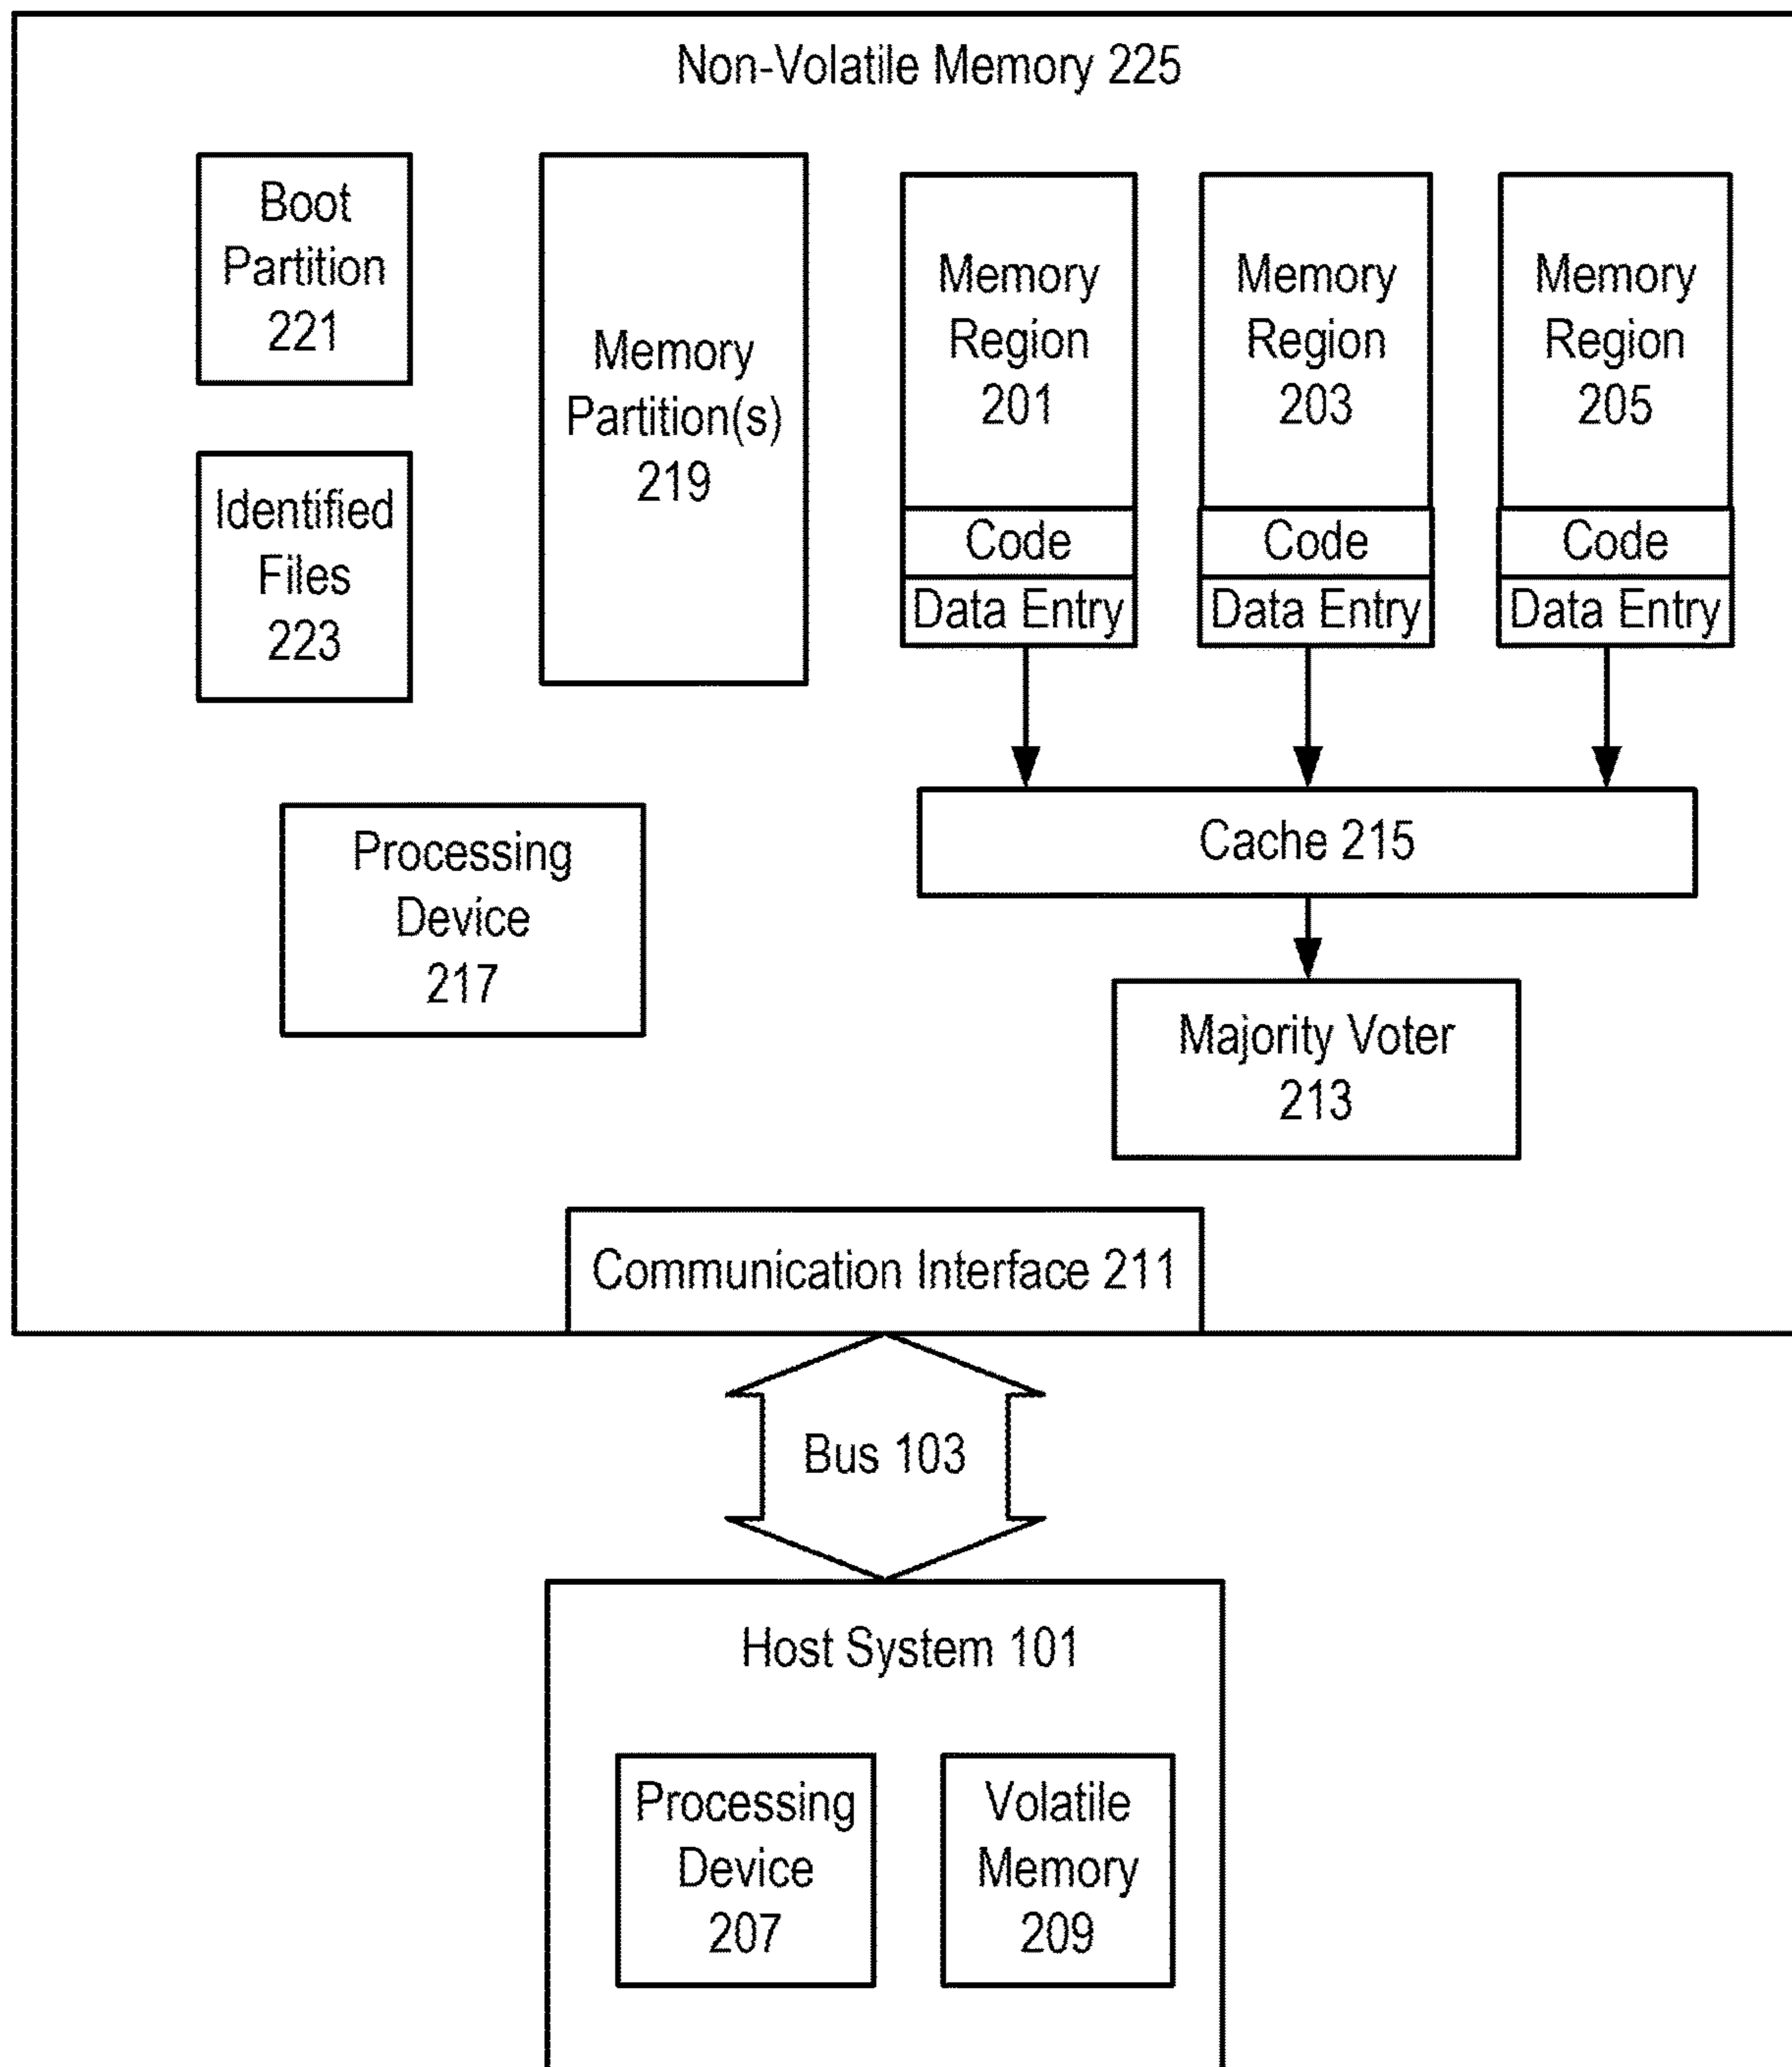 Non-Volatile Memory 225
Boot
Partition
221
Identified
Files
223
Memory
Partition(s)
219
Memory
Region
201
Code
Data Entry
Memory
Region
203
Code
Data Entry
Memory
Region
205
Code
Data Entry
Processing
Device
217
Cache 215
Majority Voter
213
Communication Interface 211
Bus 103
Host System 101
Processing
Device
207
Volatile
Memory
209